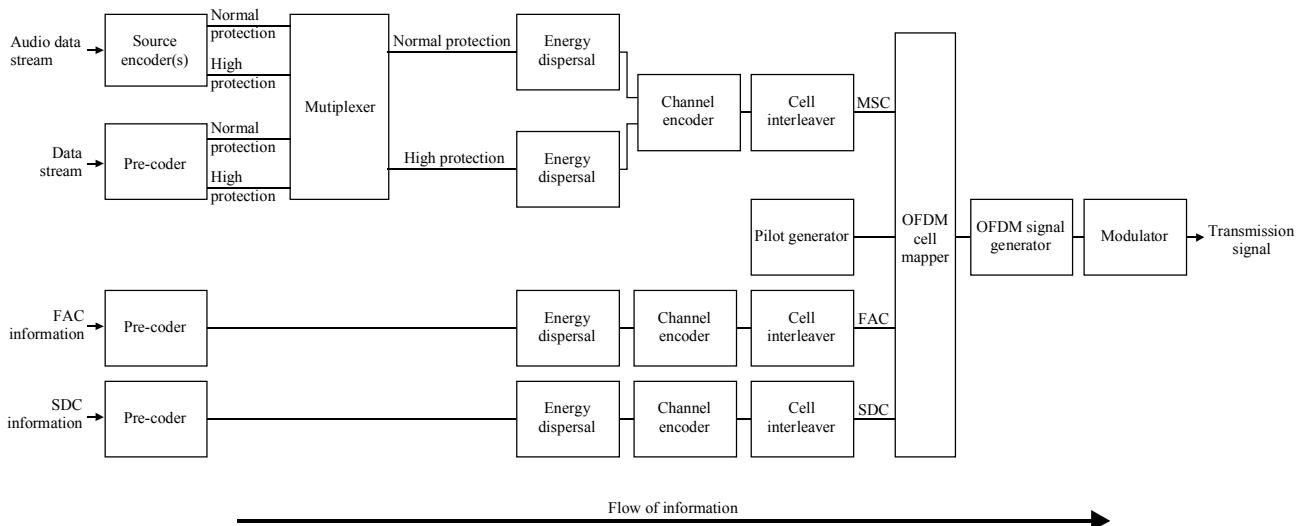 Audio data
stream
Source
encoder(s)
Normal
protection
High
protection
Mutiplexer
Normal protection
Energy
dispersal
Data
stream
Pre-coder
Normal
protection
High
protection
High protection
Energy
dispersal
Channel
encoder
Cell
interleaver
MSC
Pilot generator
OFDM
cell
mapper
OFDM signal
generator
Modulator
Transmission
signal
FAC
information
Pre-coder
Energy
dispersal
Channel
encoder
Cell
interleaver
FAC
SDC
information
Pre-coder
Energy
dispersal
Channel
encoder
Cell
interleaver
SDC
Flow of information